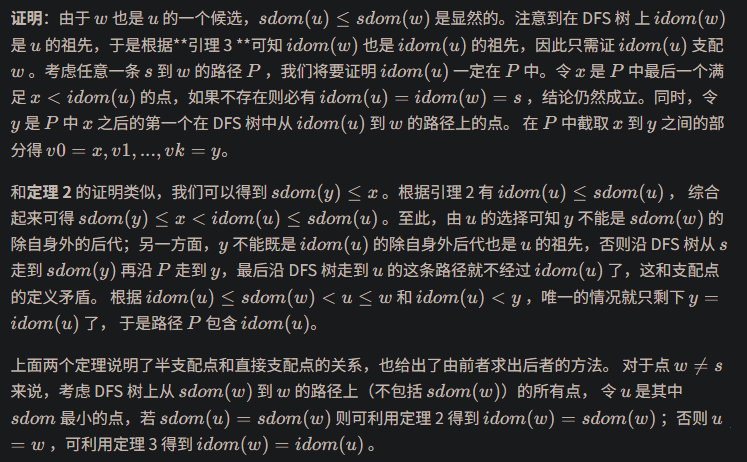 证明：由于 w 也是 u 的一个候选，sdom(u) ≤ sdom(w) 是显然的。注意到在 DFS 树 上 idom(w)
是 u 的祖先，于是根据**引理 3 **可知 idom(w) 也是 idom(u) 的祖先，因此只需证 idom(u) 支配
w 。考虑任意一条 s 到 w 的路径 P ，我们将要证明 idom(u) 一定在 P 中。令 x 是 P 中最后一个满
足 x < idom(u) 的点，如果不存在则必有 idom(u) = idom(w) = s ，结论仍然成立。同时，令
y 是 P 中 x 之后的第一个在 DFS 树中从 idom(u) 到 w 的路径上的点。 在 P 中截取 x 到 y 之间的部
分得 v0 = x, v1, ..., vk = y。
和定理 2 的证明类似，我们可以得到 sdom(y) ≤ x 。根据引理 2 有 idom(u) ≤ sdom(u) ， 综合
起来可得 sdom(y) ≤ x < idom(u) ≤ sdom(u) 。至此，由 u 的选择可知 y 不能是 sdom(w) 的
除自身外的后代；另一方面，y 不能既是 idom(u) 的除自身外后代也是 u 的祖先，否则沿 DFS 树从 s
走到 sdom(y) 再沿 P 走到 y，最后沿 DFS 树走到 u 的这条路径就不经过 idom(u) 了，这和支配点
的定义矛盾。 根据 idom(u) ≤ sdom(w) < u ≤ w 和 idom(u) < y ，唯一的情况就只剩下 y =
idom(u) 了， 于是路径 P 包含 idom(u)。
上面两个定理说明了半支配点和直接支配点的关系，也给出了由前者求出后者的方法。 对于点 w ≠ s
来说，考虑 DFS 树上从 sdom(w) 到 w 的路径上（不包括 sdom(w)）的所有点， 令 u 是其中
sdom 最小的点，若 sdom(u) = sdom(w) 则可利用定理 2 得到 idom(w) = sdom(w) ；否则 u
= w ，可利用定理 3 得到 idom(w) = idom(u) 。